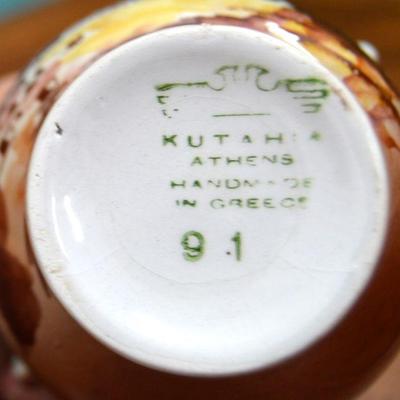 KUTAHIA
ATHENS
HANDMADE
IN GREECE
91